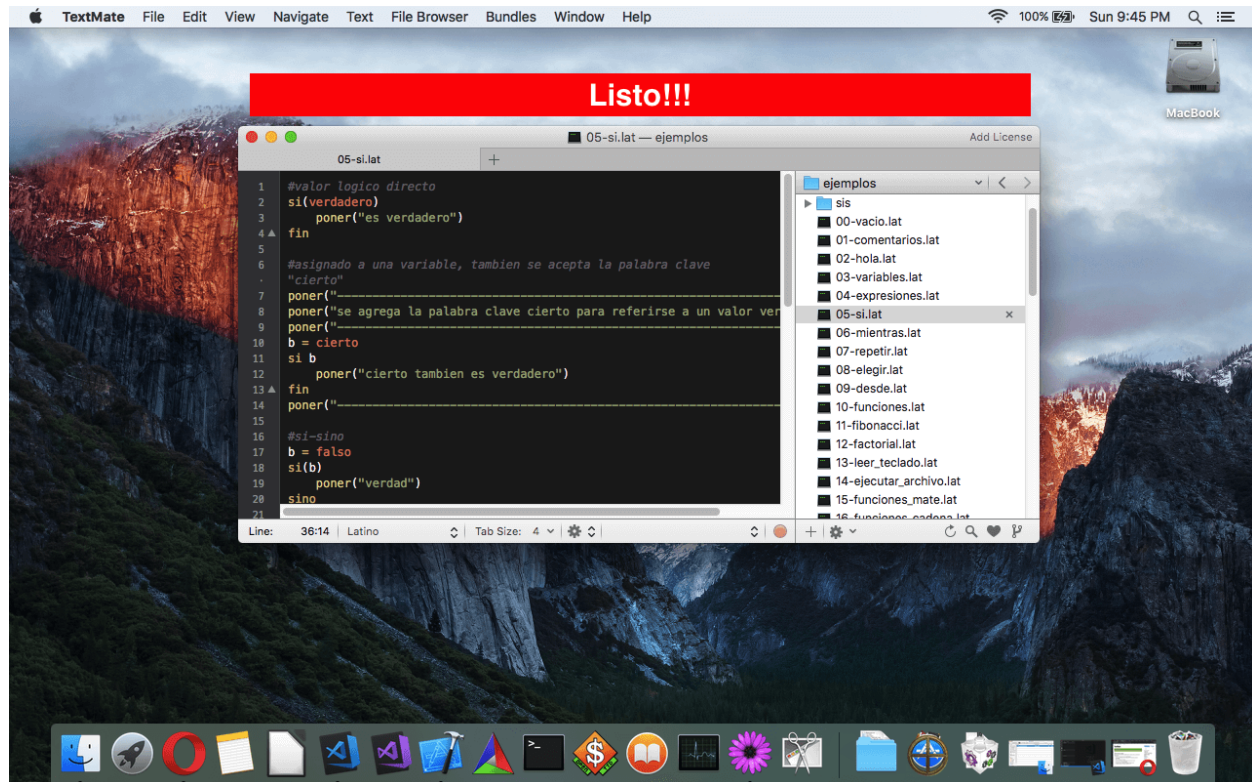 TextMate File Edit View Navigate Text File Browser Bundles Window Help 100% Sun 9:45 PM
MacBook
Listo!!!
05-si.lat — ejemplos Add License
05-si.lat
1 #valor logico directo
2 si(verdadero)
3 poner("es verdadero")
4 fin
5
6 #asignado a una variable, tambien se acepta la palabra clave
"cierto"
7 poner("————————————————
8 poner("se agrega la palabra clave cierto para referirse a un valor ver
9 poner("————————————————
10 b = cierto
11 si b
12 poner("cierto tambien es verdadero")
13 fin
14 poner("————————————————
15
16 #si-sino
17 b = falso
18 si(b)
19 poner("verdad")
20 sino
21
ejemplos
sis
00-vacio.lat
01-comentarios.lat
02-hola.lat
03-variables.lat
04-expresiones.lat
05-si.lat
06-mientras.lat
07-repetir.lat
08-elegir.lat
09-desde.lat
10-funciones.lat
11-fibonacci.lat
12-factorial.lat
13-leer_teclado.lat
14-ejecutar_archivo.lat
15-funciones_mate.lat
16-funciones_cadena.lat
Line: 36:14 Latino Tab Size: 4